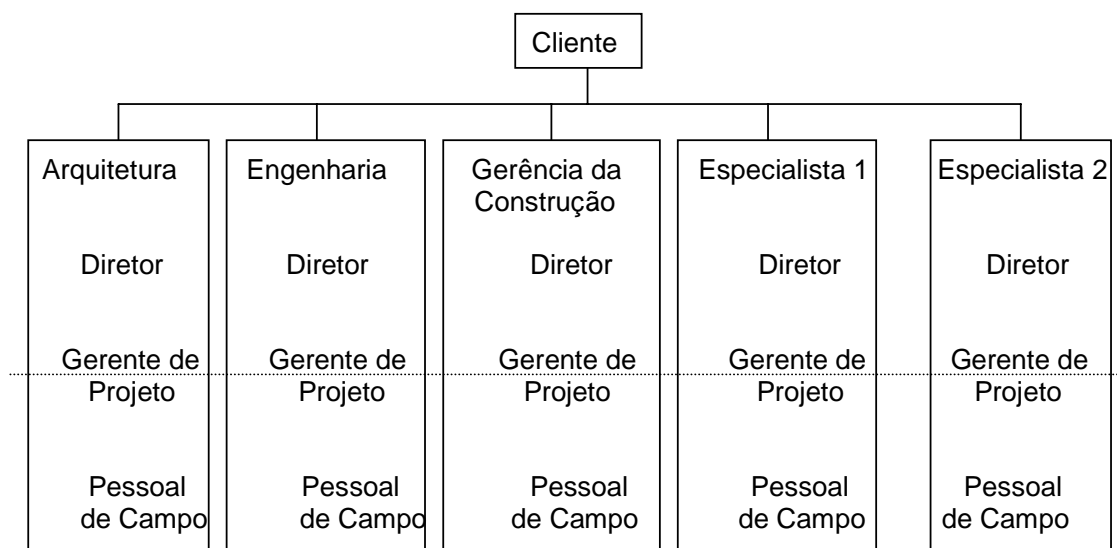 Cliente
Arquitetura
Engenharia
Gerência da
Construção
Especialista 1
Especialista 2
Diretor
Diretor
Diretor
Diretor
Diretor
Gerente de
Projeto
Gerente de
Projeto
Gerente de
Projeto
Gerente de
Projeto
Gerente de
Projeto
Pessoal
de Campo
Pessoal
de Campo
Pessoal
de Campo
Pessoal
de Campo
Pessoal
de Campo